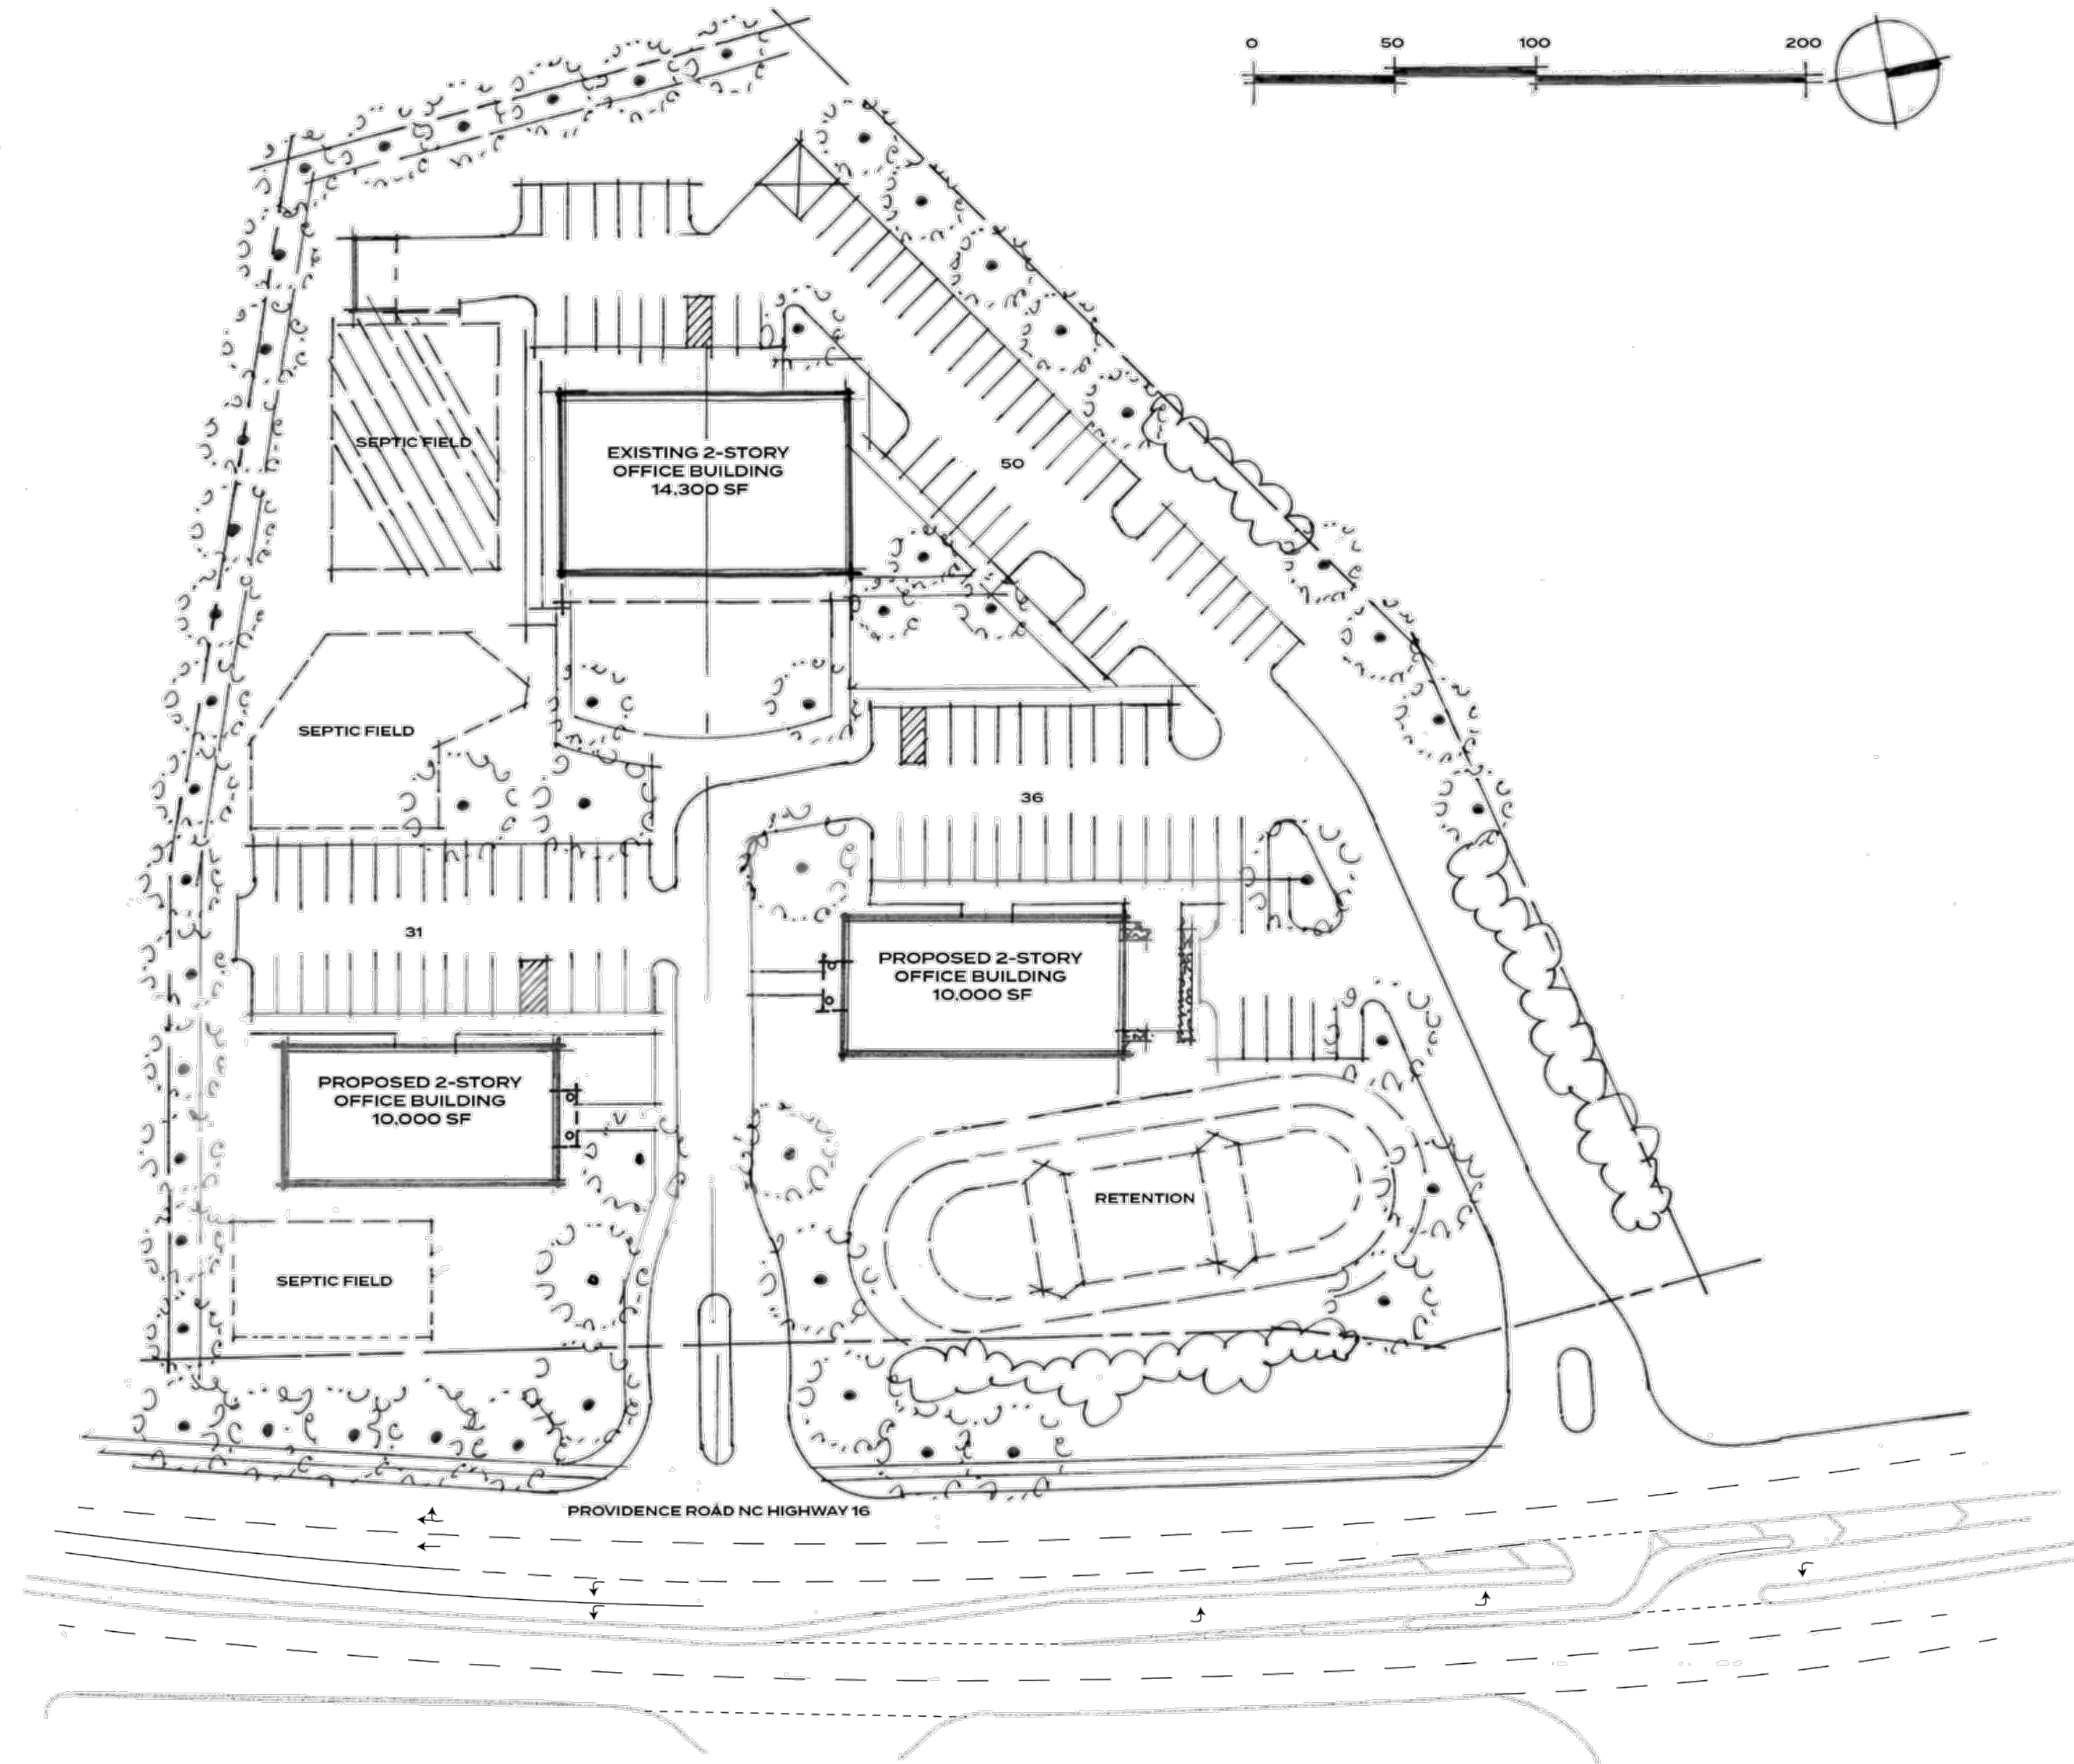 0 50 100 200
SEPTIC FIELD
EXISTING 2-STORY
OFFICE BUILDING
14,300 SF
50
SEPTIC FIELD
36
31
PROPOSED 2-STORY
OFFICE BUILDING
10,000 SF
PROPOSED 2-STORY
OFFICE BUILDING
10,000 SF
RETENTION
SEPTIC FIELD
PROVIDENCE ROAD NC HIGHWAY 16